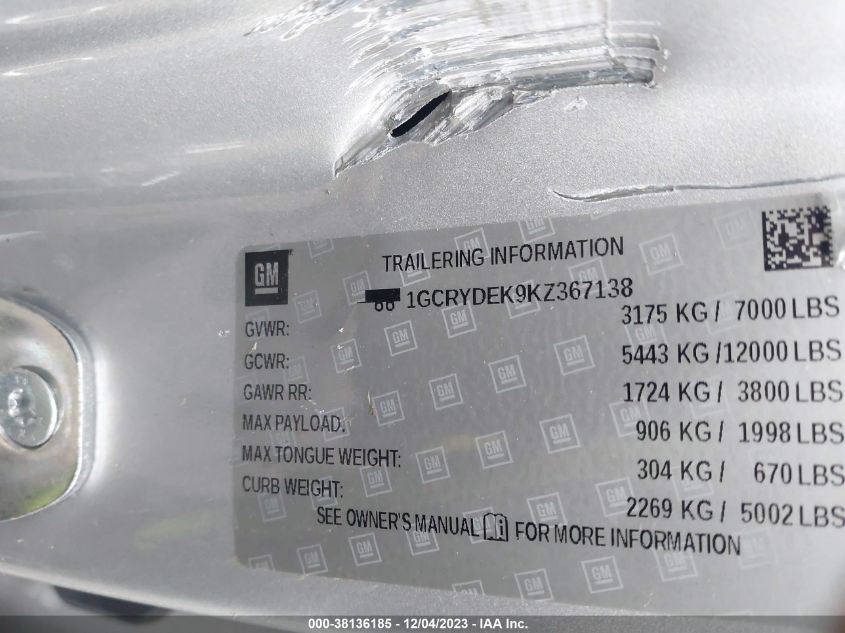 GM
TRAILERING INFORMATION
1GCRYDEK9KZ367138
GVWR: 3175 KG / 7000 LBS
GCWR: 5443 KG /12000 LBS
GAWR RR: 1724 KG / 3800 LBS
MAX PAYLOAD: 906 KG / 1998 LBS
MAX TONGUE WEIGHT: 304 KG / 670 LBS
CURB WEIGHT: 2269 KG / 5002 LBS
SEE OWNER'S MANUAL FOR MORE INFORMATION
000-38136185 - 12/04/2023 - IAA Inc.